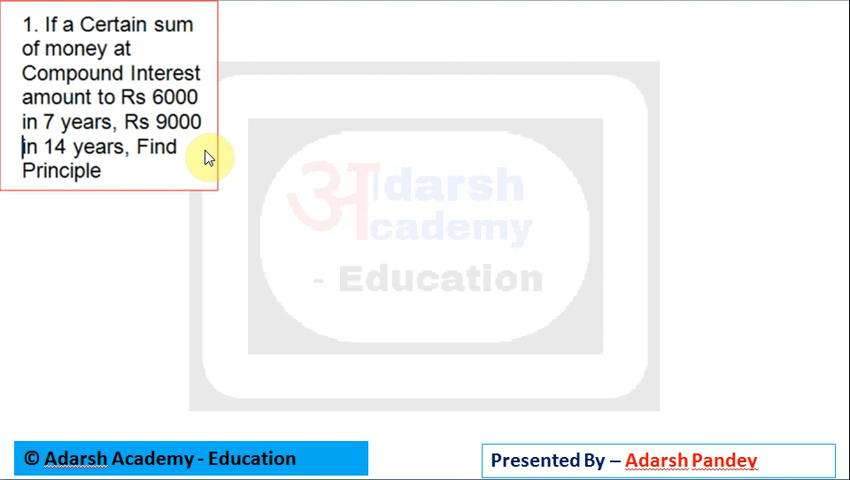 1. If a Certain sum
of money at
Compound Interest
amount to Rs 6000
in 7 years, Rs 9000
in 14 years, Find
Principle
अdarsh
cademy
- Education
© Adarsh Academy - Education
Presented By – Adarsh Pandey